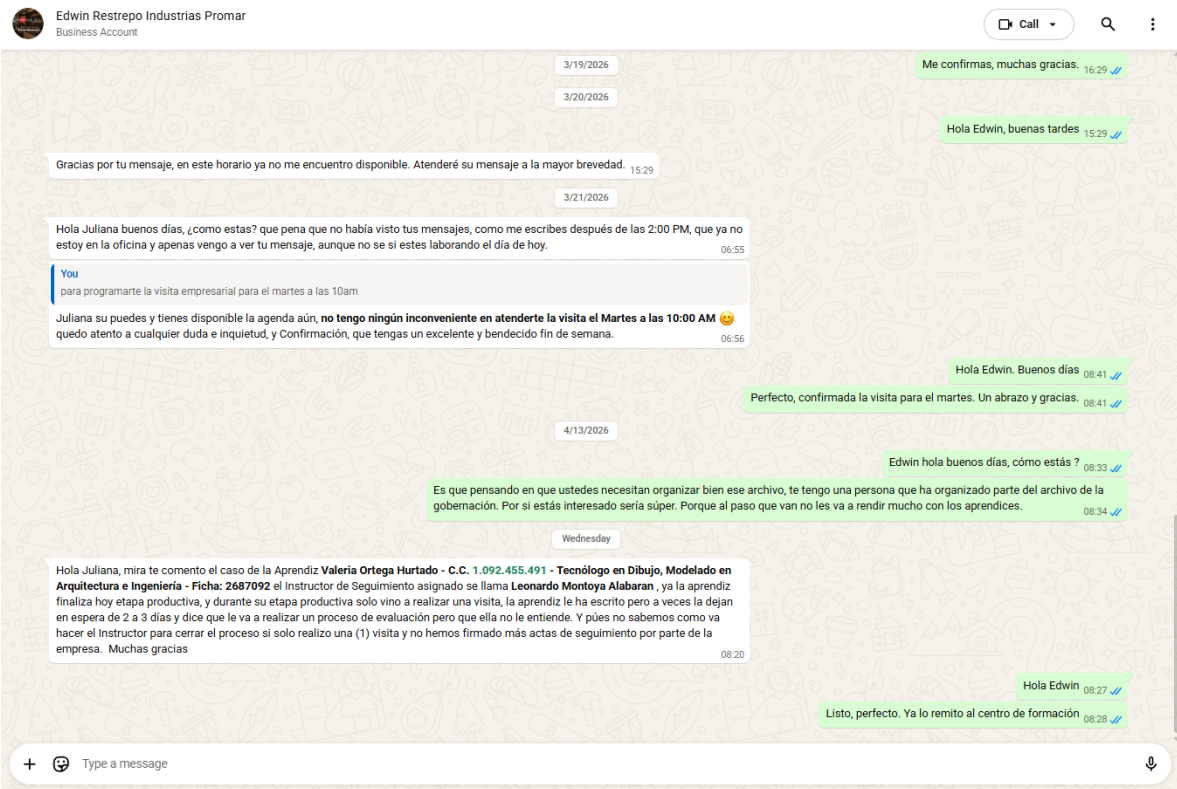 Edwin Restrepo Industrias Promar
Business Account
Call
3/19/2026
Me confirmas, muchas gracias. 16:29
3/20/2026
Hola Edwin, buenas tardes 15:29
Gracias por tu mensaje, en este horario ya no me encuentro disponible. Atenderé su mensaje a la mayor brevedad. 15:29
3/21/2026
Hola Juliana buenos días, ¿como estas? que pena que no había visto tus mensajes, como me escribes después de las 2:00 PM, que ya no
estoy en la oficina y apenas vengo a ver tu mensaje, aunque no se si estes laborando el día de hoy. 06:55
You
para programarte la visita empresarial para el martes a las 10am
Juliana su puedes y tienes disponible la agenda aún, no tengo ningún inconveniente en atenderte la visita el Martes a las 10:00 AM 😊
quedo atento a cualquier duda e inquietud, y Confirmación, que tengas un excelente y bendecido fin de semana. 06:56
Hola Edwin. Buenos días 08:41
Perfecto, confirmada la visita para el martes. Un abrazo y gracias. 08:41
4/13/2026
Edwin hola buenos días, cómo estás ? 08:33
Es que pensando en que ustedes necesitan organizar bien ese archivo, te tengo una persona que ha organizado parte del archivo de la
gobernación. Por si estás interesado sería súper. Porque al paso que van no les va a rendir mucho con los aprendices. 08:34
Wednesday
Hola Juliana, mira te comento el caso de la Aprendiz Valeria Ortega Hurtado - C.C. 1.092.455.491 - Tecnólogo en Dibujo, Modelado en
Arquitectura e Ingeniería - Ficha: 2687092 el Instructor de Seguimiento asignado se llama Leonardo Montoya Alabaran , ya la aprendiz
finaliza hoy etapa productiva, y durante su etapa productiva solo vino a realizar una visita, la aprendiz le ha escrito pero a veces la dejan
en espera de 2 a 3 días y dice que le va a realizar un proceso de evaluación pero que ella no le entiende. Y púes no sabemos como va
hacer el Instructor para cerrar el proceso si solo realizo una (1) visita y no hemos firmado más actas de seguimiento por parte de la
empresa. Muchas gracias 08:20
Hola Edwin 08:27
Listo, perfecto. Ya lo remito al centro de formación 08:28
Type a message